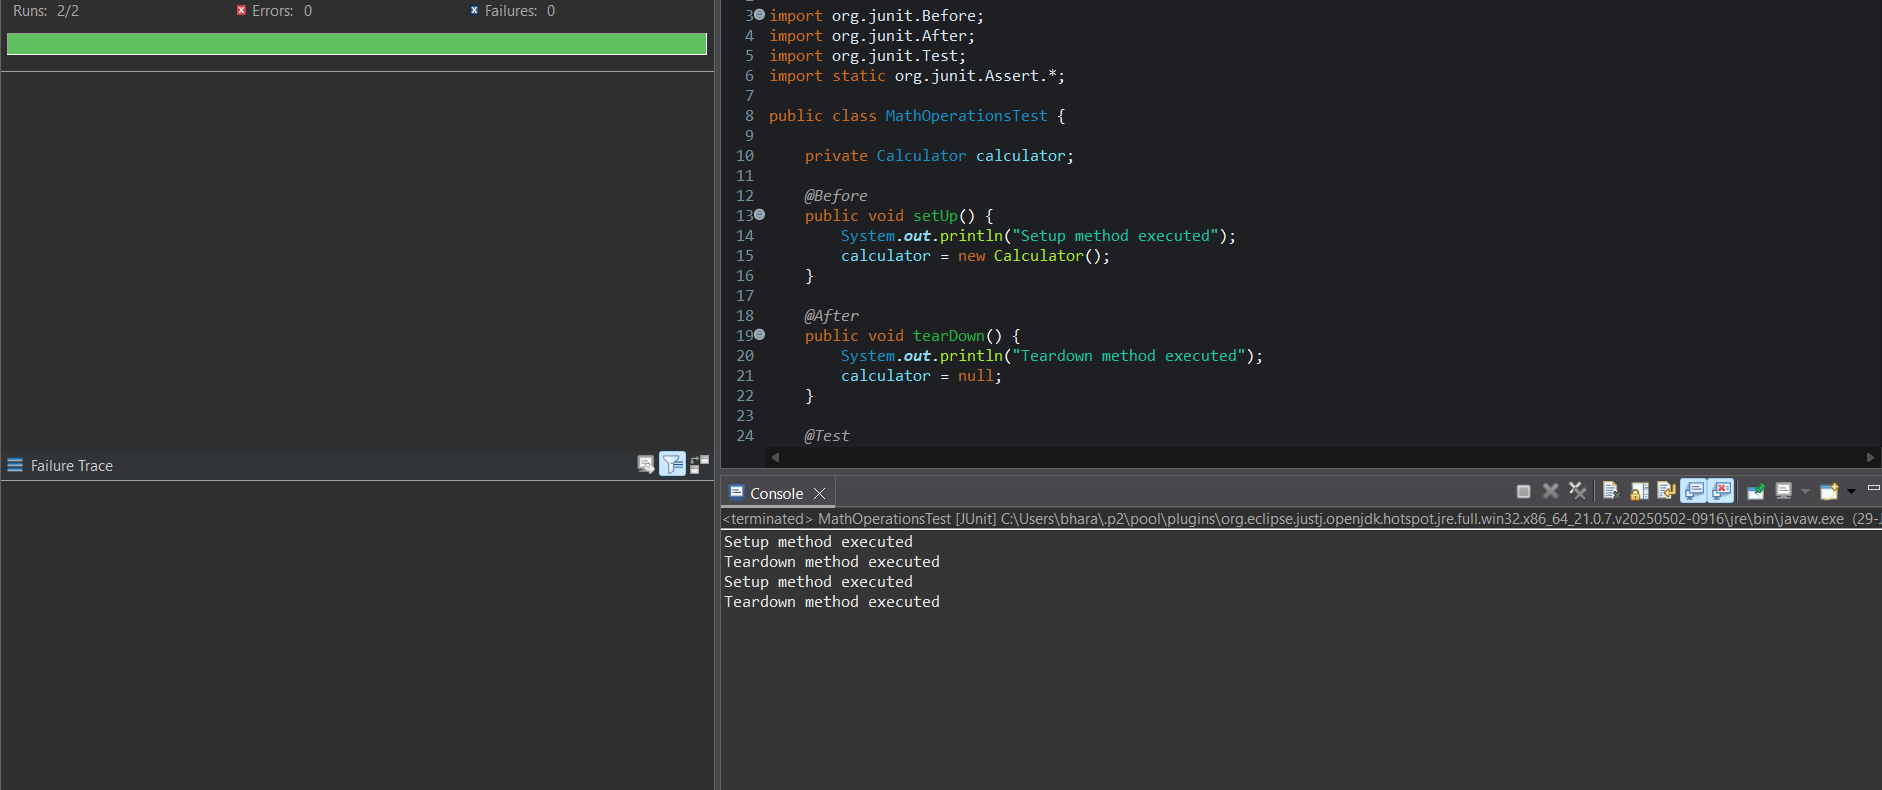 Runs: 2/2 Errors: 0 Failures: 0
Failure Trace
3 import org.junit.Before;
4 import org.junit.After;
5 import org.junit.Test;
6 import static org.junit.Assert.*;
7
8 public class MathOperationsTest {
9
10 private Calculator calculator;
11
12 @Before
13 public void setUp() {
14 System.out.println("Setup method executed");
15 calculator = new Calculator();
16 }
17
18 @After
19 public void tearDown() {
20 System.out.println("Teardown method executed");
21 calculator = null;
22 }
23
24 @Test
Console
<terminated> MathOperationsTest [JUnit] C:\Users\bhara\.p2\pool\plugins\org.eclipse.justj.openjdk.hotspot.jre.full.win32.x86_64_21.0.7.v20250502-0916\jre\bin\javaw.exe (29-J
Setup method executed
Teardown method executed
Setup method executed
Teardown method executed